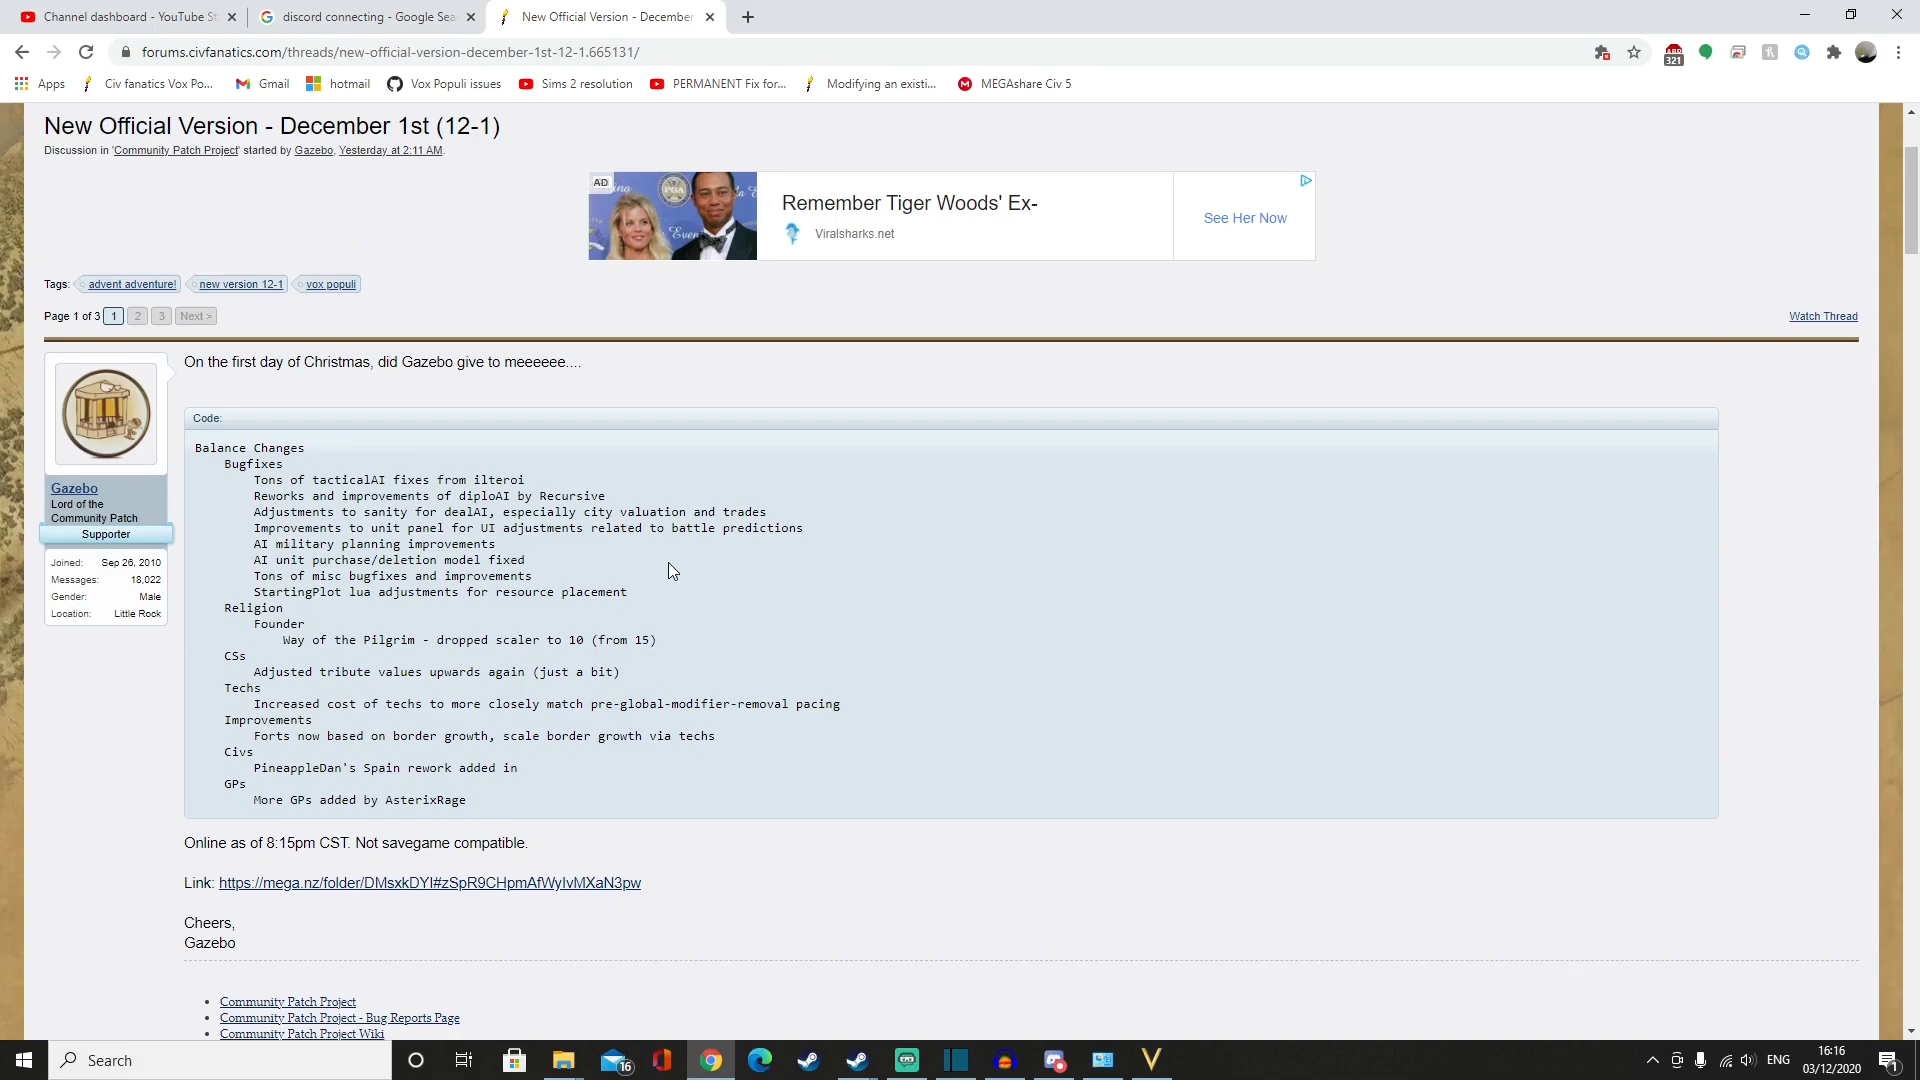 Channel dashboard - YouTube St
discord connecting - Google Sea
New Official Version - December
forums.civfanatics.com/threads/new-official-version-december-1st-12-1.665131/
ABP
321
Apps
Civ fanatics Vox Po...
Gmail
hotmail
Vox Populi issues
Sims 2 resolution
PERMANENT Fix for...
Modifying an existi...
MEGAshare Civ 5
New Official Version - December 1st (12-1)
Discussion in 'Community Patch Project' started by Gazebo, Yesterday at 2:11 AM.
AD
PGA
Remember Tiger Woods' Ex-
Viralsharks.net
See Her Now
Tags: advent adventure! new version 12-1 vox populi
Page 1 of 3 1 2 3 Next >
Watch Thread
On the first day of Christmas, did Gazebo give to meeeeee....
Code:
Balance Changes
Bugfixes
Tons of tacticalAI fixes from ilteroi
Reworks and improvements of diploAI by Recursive
Adjustments to sanity for dealAI, especially city valuation and trades
Improvements to unit panel for UI adjustments related to battle predictions
AI military planning improvements
AI unit purchase/deletion model fixed
Tons of misc bugfixes and improvements
StartingPlot lua adjustments for resource placement
Religion
Founder
Way of the Pilgrim - dropped scaler to 10 (from 15)
CSs
Adjusted tribute values upwards again (just a bit)
Techs
Increased cost of techs to more closely match pre-global-modifier-removal pacing
Improvements
Forts now based on border growth, scale border growth via techs
Civs
PineappleDan's Spain rework added in
GPs
More GPs added by AsterixRage
Gazebo
Lord of the
Community Patch
Supporter
Joined: Sep 26, 2010
Messages: 18,022
Gender: Male
Location: Little Rock
Online as of 8:15pm CST. Not savegame compatible.
Link: https://mega.nz/folder/DMsxkDYI#zSpR9CHpmAfWyIvMXaN3pw
Cheers,
Gazebo
Community Patch Project
Community Patch Project - Bug Reports Page
Community Patch Project Wiki
Search
16
ENG
16:16
03/12/2020
1